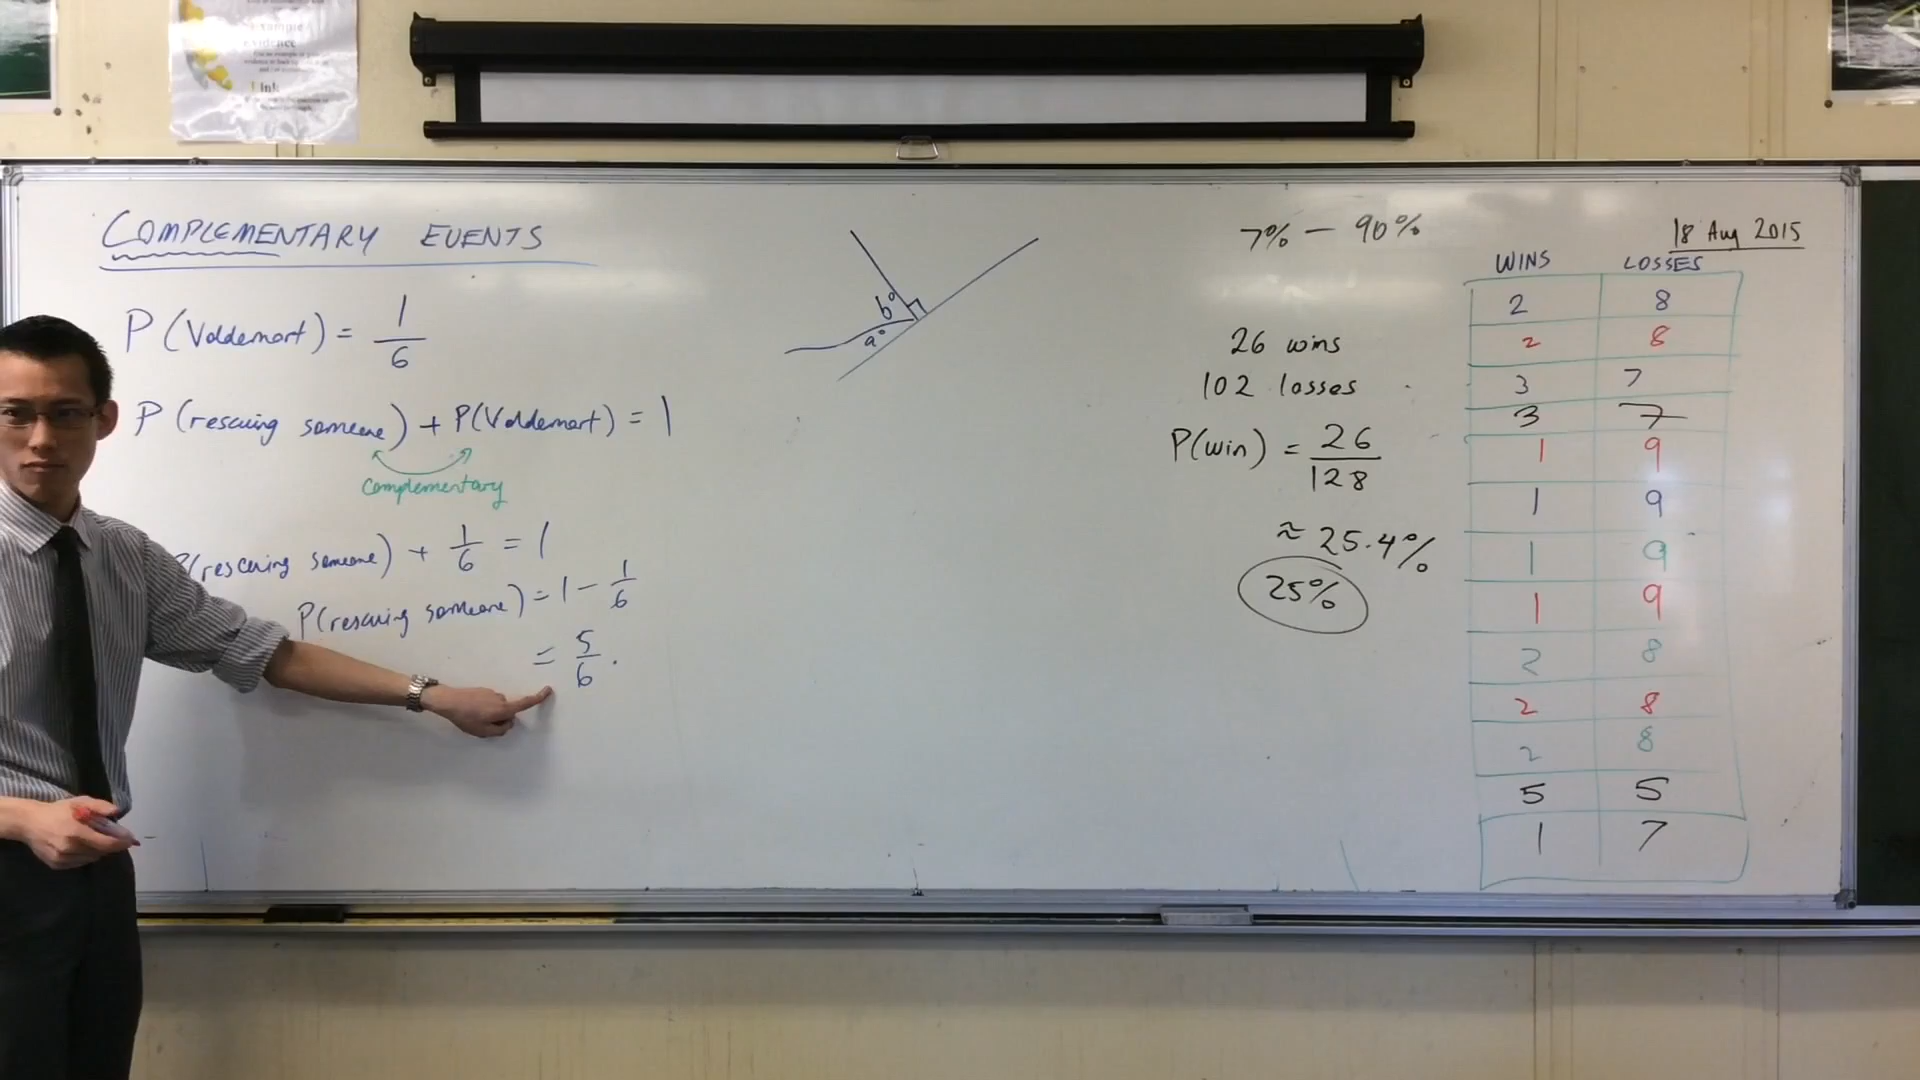 Example /
Evidence
Link
COMPLEMENTARY EVENTS
P (Voldemort) = 1/6
P (rescuing someone) + P(Voldemort) = 1
complementary
(rescuing someone) + 1/6 = 1
P(rescuing someone) = 1 - 1/6
= 5/6.
b°
a°
7% - 90%
26 wins
102 losses
P(win) = 26/128
≈ 25.4%
25%
18 Aug 2015
WINS LOSSES
2 8
2 8
3 7
3 7
1 9
1 9
1 9
1 9
2 8
2 8
2 8
5 5
1 7